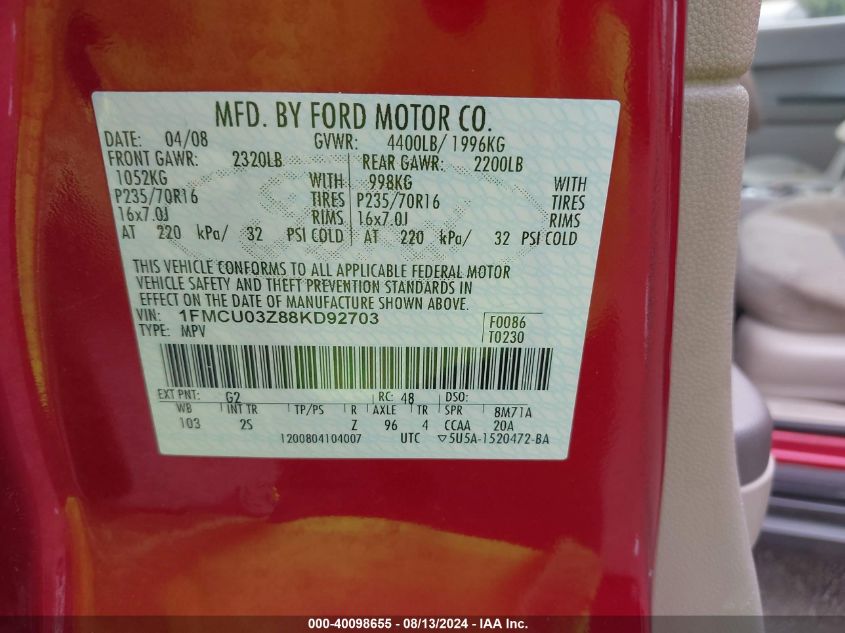 MFD. BY FORD MOTOR CO.
DATE: 04/08 GVWR: 4400LB/ 1996KG
FRONT GAWR: 2320LB REAR GAWR: 2200LB
1052KG WITH 998KG WITH
P235/70R16 TIRES P235/70R16 TIRES
16x7.0J RIMS 16x7.0J RIMS
AT 220 kPa/ 32 PSI COLD AT 220 kPa/ 32 PSI COLD
THIS VEHICLE CONFORMS TO ALL APPLICABLE FEDERAL MOTOR
VEHICLE SAFETY AND THEFT PREVENTION STANDARDS IN
EFFECT ON THE DATE OF MANUFACTURE SHOWN ABOVE.
VIN: 1FMCU03Z88KD92703 F0086
TYPE: MPV T0230
EXT PNT: G2 RC: 48 DSO:
WB INT TR TP/PS R AXLE TR SPR 8M71A
103 2S Z 96 4 CCAA 20A
1200804104007 UTC ▽5U5A-1520472-BA
000-40098655 - 08/13/2024 - IAA Inc.